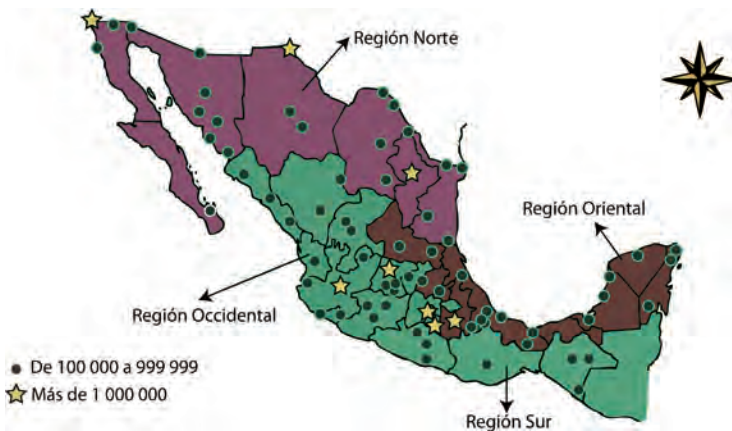 Región Norte
Región Oriental
Región Occidental
De 100 000 a 999 999
Más de 1 000 000
Región Sur